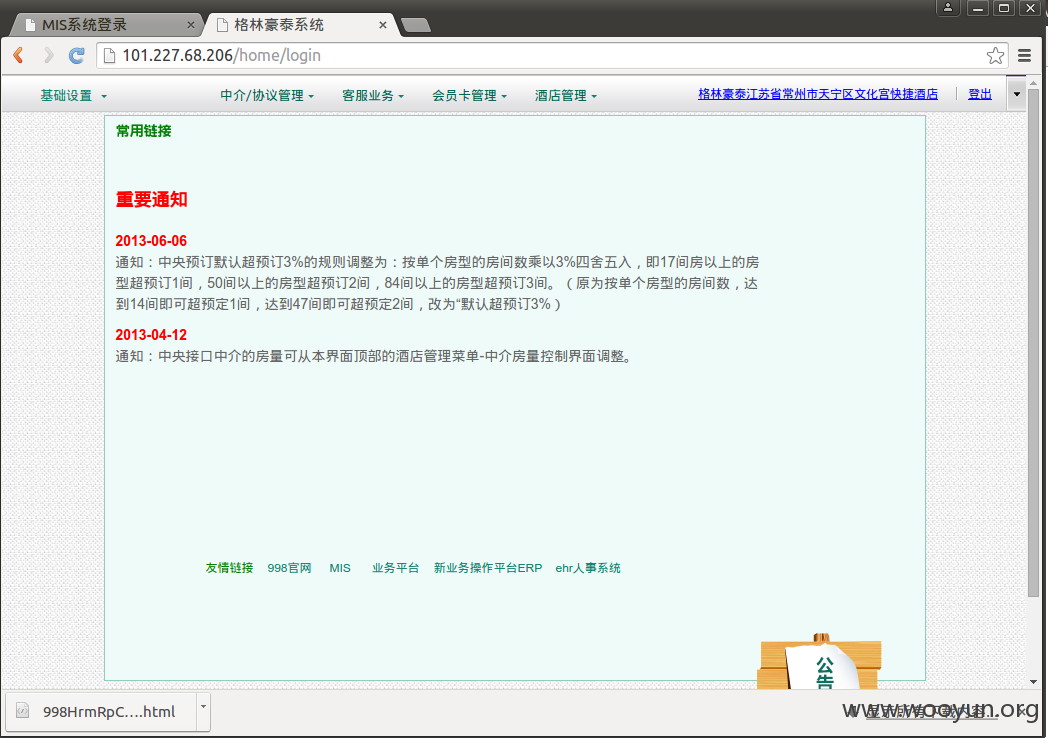 MIS系统登录
格林豪泰系统
101.227.68.206/home/login
基础设置 中介/协议管理 客服业务 会员卡管理 酒店管理 格林豪泰江苏省常州市天宁区文化宫快捷酒店 登出
常用链接
重要通知
2013-06-06
通知：中央预订默认超预订3%的规则调整为：按单个房型的房间数乘以3%四舍五入，即17间房以上的房
型超预订1间，50间以上的房型超预订2间，84间以上的房型超预订3间。（原为按单个房型的房间数，达
到14间即可超预定1间，达到47间即可超预定2间，改为“默认超预订3%）
2013-04-12
通知：中央接口中介的房量可从本界面顶部的酒店管理菜单-中介房量控制界面调整。
友情链接 998官网 MIS 业务平台 新业务操作平台ERP ehr人事系统
公
告
998HrmRpC....html
显示所有下载内容...
www.wooyun.org